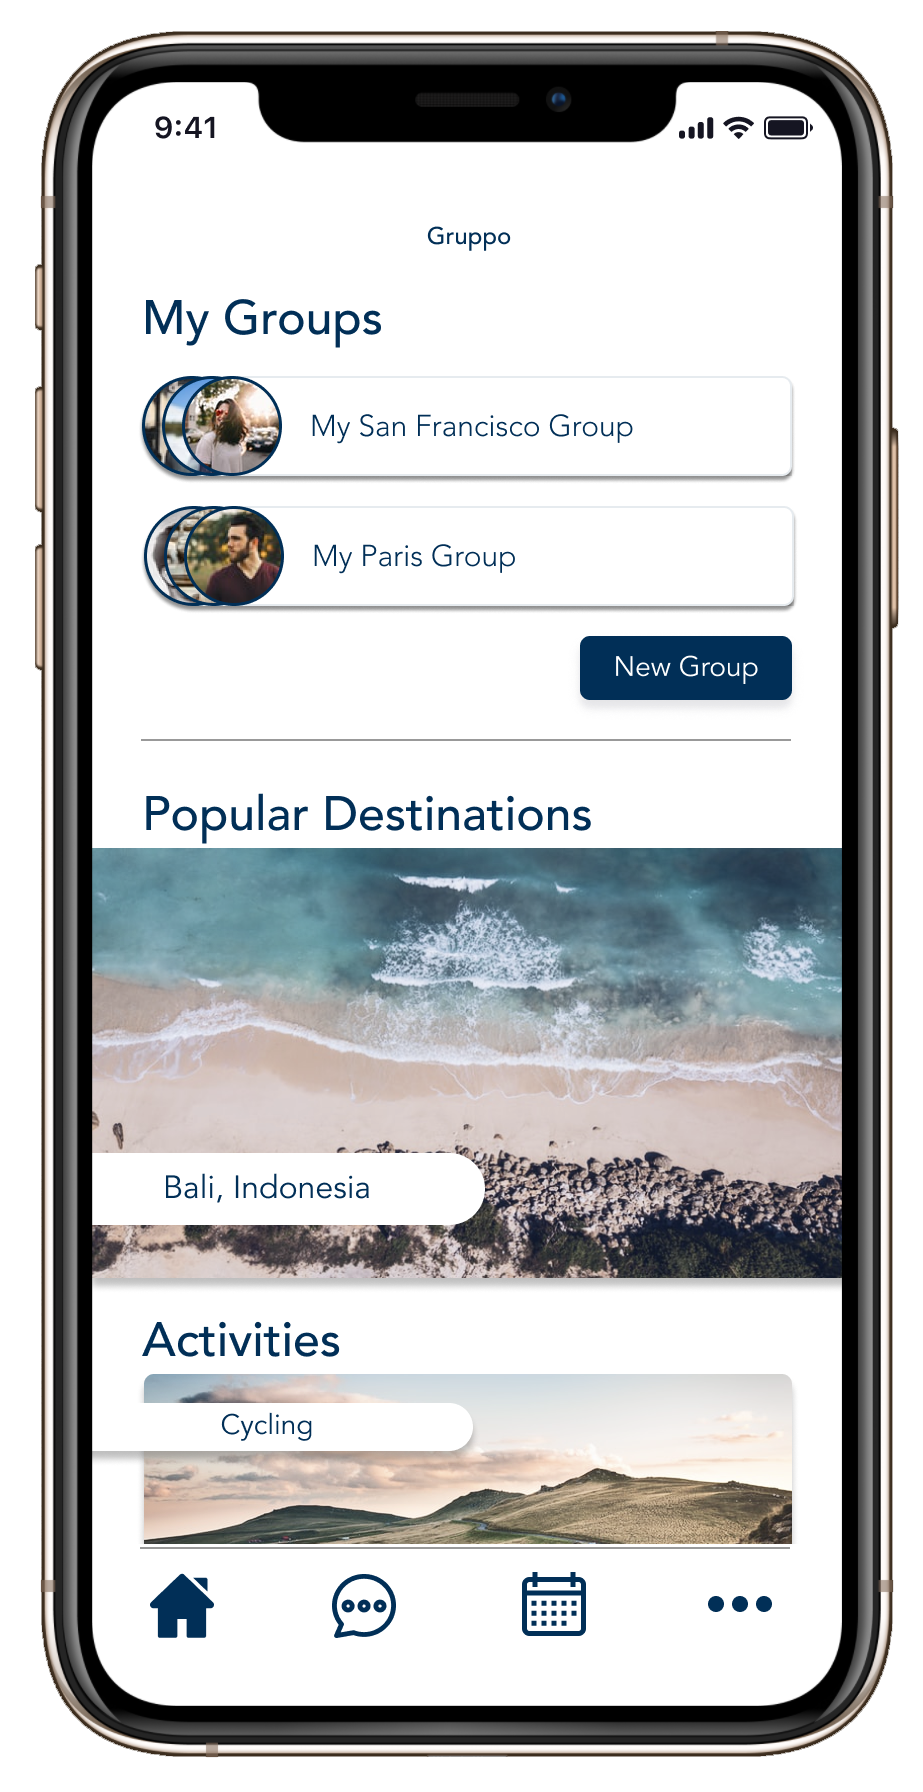 9:41
Gruppo
My Groups
My San Francisco Group
My Paris Group
New Group
Popular Destinations
Bali, Indonesia
Activities
Cycling